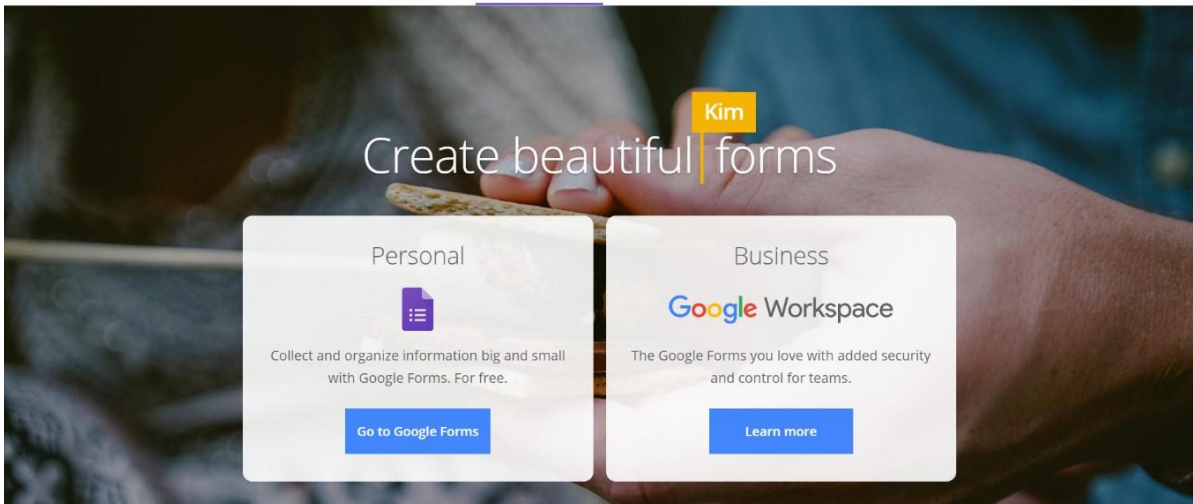 Kim
Create beautiful forms
Personal
Collect and organize information big and small
with Google Forms. For free.
Go to Google Forms
Business
Google Workspace
The Google Forms you love with added security
and control for teams.
Learn more